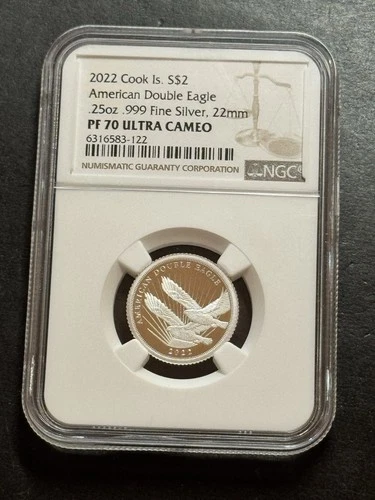 2022 Cook Is. S$2
American Double Eagle
.25oz .999 Fine Silver, 22mm
PF 70 ULTRA CAMEO
6316583-122
NUMISMATIC GUARANTY CORPORATION
NGC
AMERICAN DOUBLE EAGLE
2022